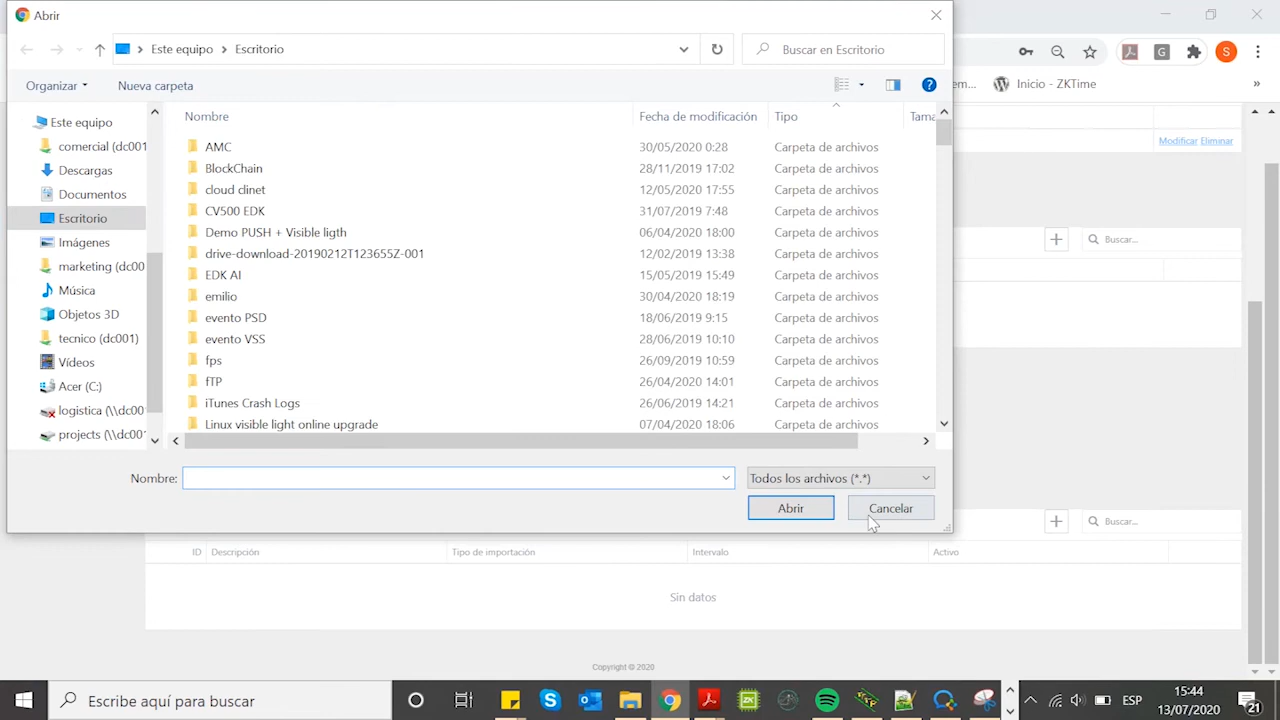 Abrir
Este equipo > Escritorio
Buscar en Escritorio
em...
Inicio - ZKTime
»
Organizar
Nueva carpeta
Nombre
Fecha de modificación
Tipo
Tama
Este equipo
comercial (dc001
Descargas
Documentos
Escritorio
Imágenes
marketing (dc00
Música
Objetos 3D
tecnico (dc001)
Vídeos
Acer (C:)
logistica (\\dc00
projects (\\dc001
AMC 30/05/2020 0:28 Carpeta de archivos
BlockChain 28/11/2019 17:02 Carpeta de archivos
cloud clinet 12/05/2020 17:55 Carpeta de archivos
CV500 EDK 31/07/2019 7:48 Carpeta de archivos
Demo PUSH + Visible ligth 06/04/2020 18:00 Carpeta de archivos
drive-download-20190212T123655Z-001 12/02/2019 13:38 Carpeta de archivos
EDK AI 15/05/2019 15:49 Carpeta de archivos
emilio 30/04/2020 18:19 Carpeta de archivos
evento PSD 18/06/2019 9:15 Carpeta de archivos
evento VSS 28/06/2019 10:10 Carpeta de archivos
fps 26/09/2019 10:59 Carpeta de archivos
fTP 26/04/2020 14:01 Carpeta de archivos
iTunes Crash Logs 26/06/2019 14:21 Carpeta de archivos
Linux visible light online upgrade 07/04/2020 18:06 Carpeta de archivos
Modificar Eliminar
Buscar...
Nombre:
Todos los archivos (*.*)
Abrir
Cancelar
Buscar...
ID Descripción Tipo de importación Intervalo Activo
Sin datos
Copyright © 2020
Escribe aquí para buscar
ESP
15:44
13/07/2020
21